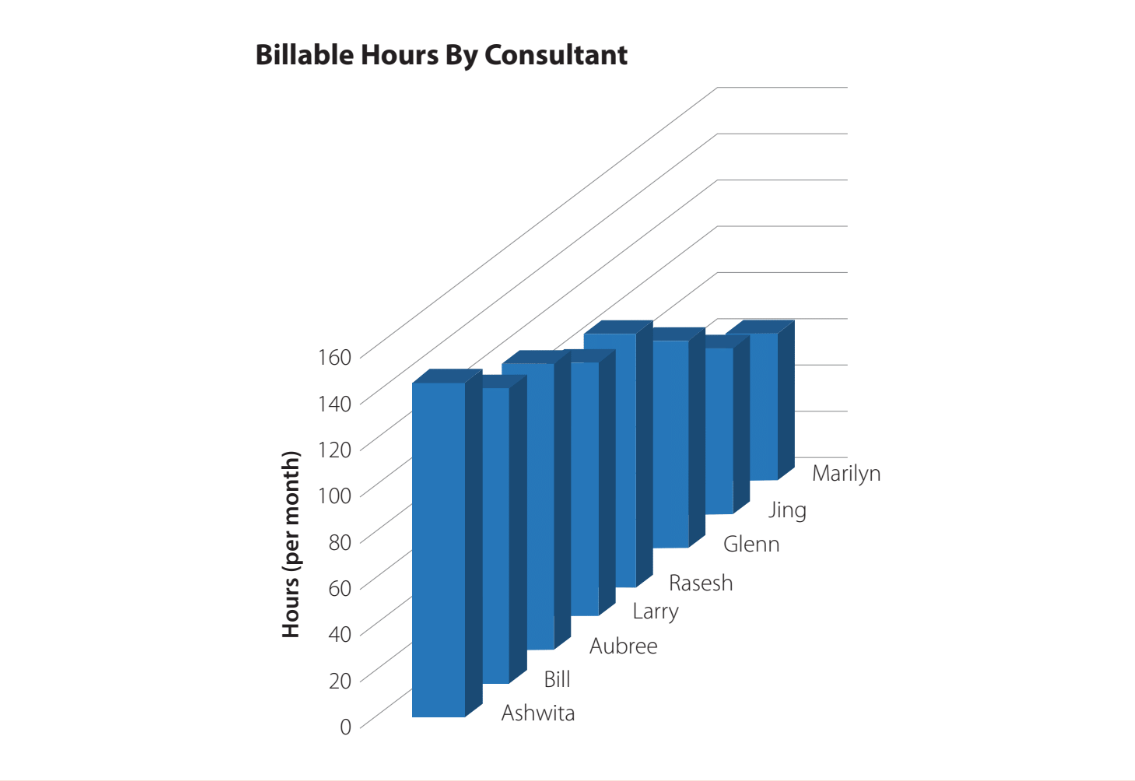 Billable Hours By Consultant
160
140
120
100
80
60
40
20
0
Hours (per month)
Marilyn
Jing
Glenn
Rasesh
Larry
Aubree
Bill
Ashwita